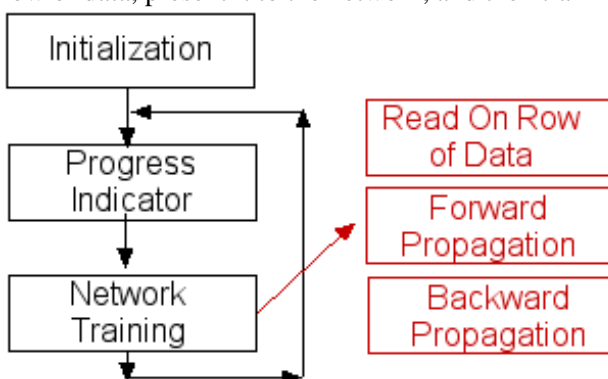 Initialization
Progress
Indicator
Network
Training
Read On Row
of Data
Forward
Propagation
Backward
Propagation